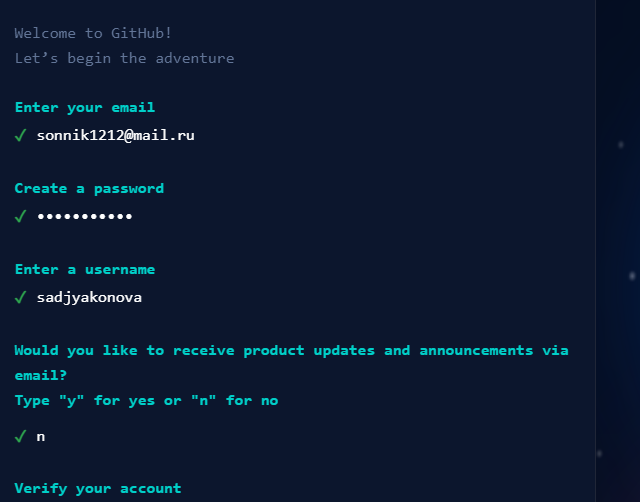 Welcome to GitHub!
Let’s begin the adventure
Enter your email
✓ sonnik1212@mail.ru
Create a password
✓ •••••••••••
Enter a username
✓ sadjyakonova
Would you like to receive product updates and announcements via
email?
Type "y" for yes or "n" for no
✓ n
Verify your account